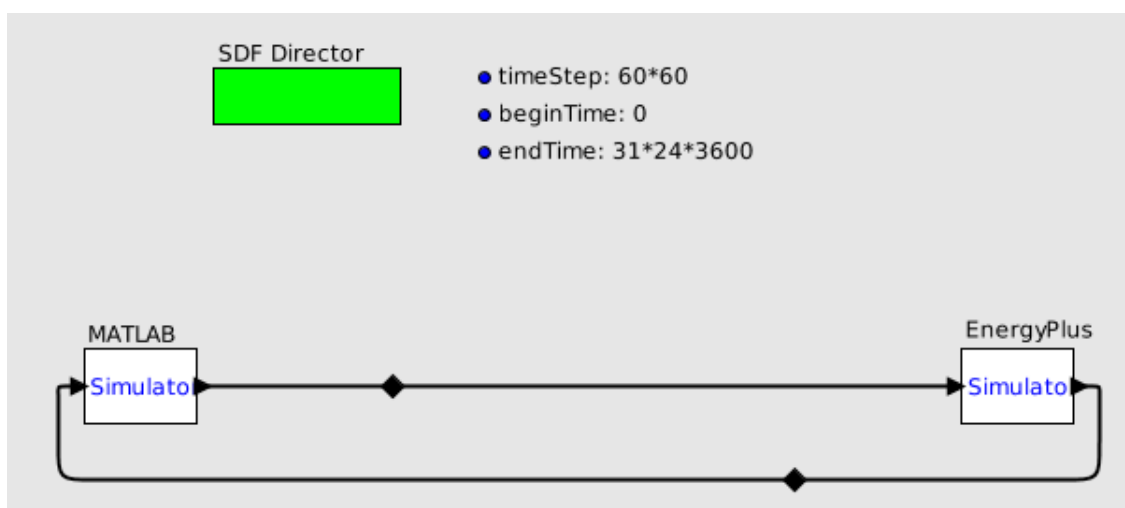 SDF Director
timeStep: 60*60
beginTime: 0
endTime: 31*24*3600
MATLAB
EnergyPlus
Simulato
Simulato